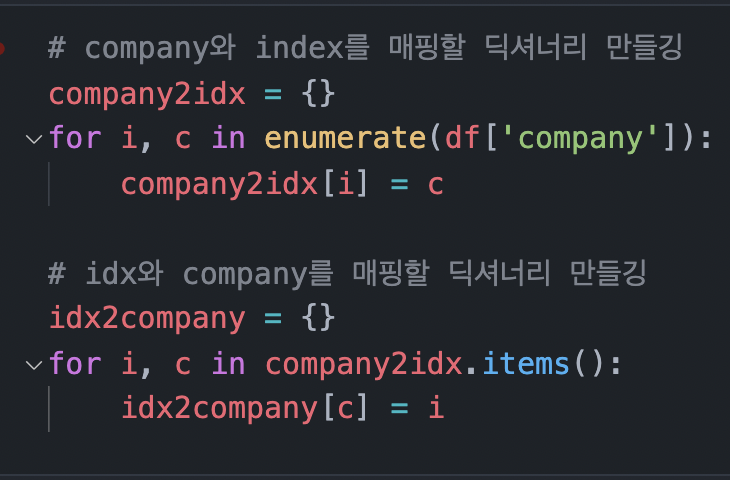 # company와 index를 매핑할 딕셔너리 만들깅
company2idx = {}
for i, c in enumerate(df['company']):
    company2idx[i] = c
# idx와 company를 매핑할 딕셔너리 만들깅
idx2company = {}
for i, c in company2idx.items():
    idx2company[c] = i